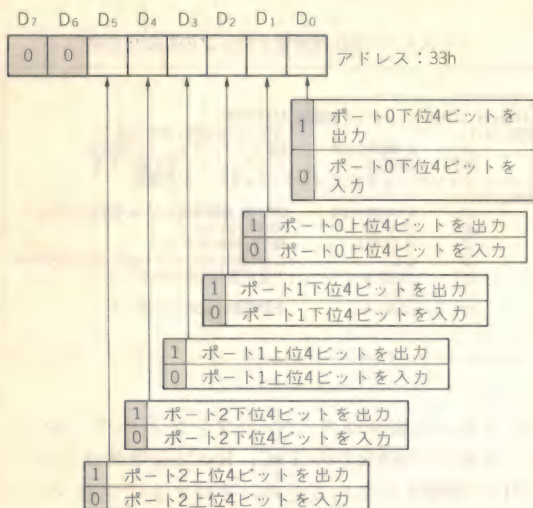 D7 D6 D5 D4 D3 D2 D1 D0
0 0 アドレス：33h
1 ポート0下位4ビットを
出力
0 ポート0下位4ビットを
入力
1 ポート0上位4ビットを出力
0 ポート0上位4ビットを入力
1 ポート1下位4ビットを出力
0 ポート1下位4ビットを入力
1 ポート1上位4ビットを出力
0 ポート1上位4ビットを入力
1 ポート2下位4ビットを出力
0 ポート2下位4ビットを入力
1 ポート2上位4ビットを出力
0 ポート2上位4ビットを入力